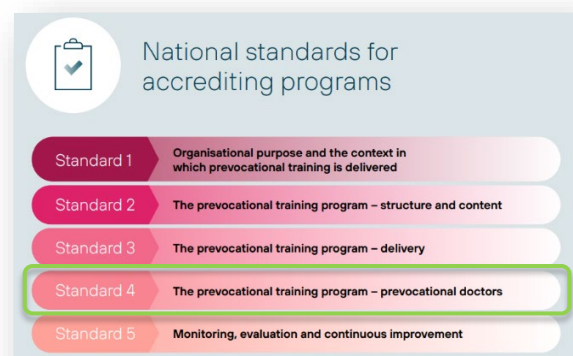 National standards for
accrediting programs
Standard 1
Organisational purpose and the context in
which prevocational training is delivered
Standard 2
The prevocational training program – structure and content
Standard 3
The prevocational training program – delivery
Standard 4
The prevocational training program – prevocational doctors
Standard 5
Monitoring, evaluation and continuous improvement